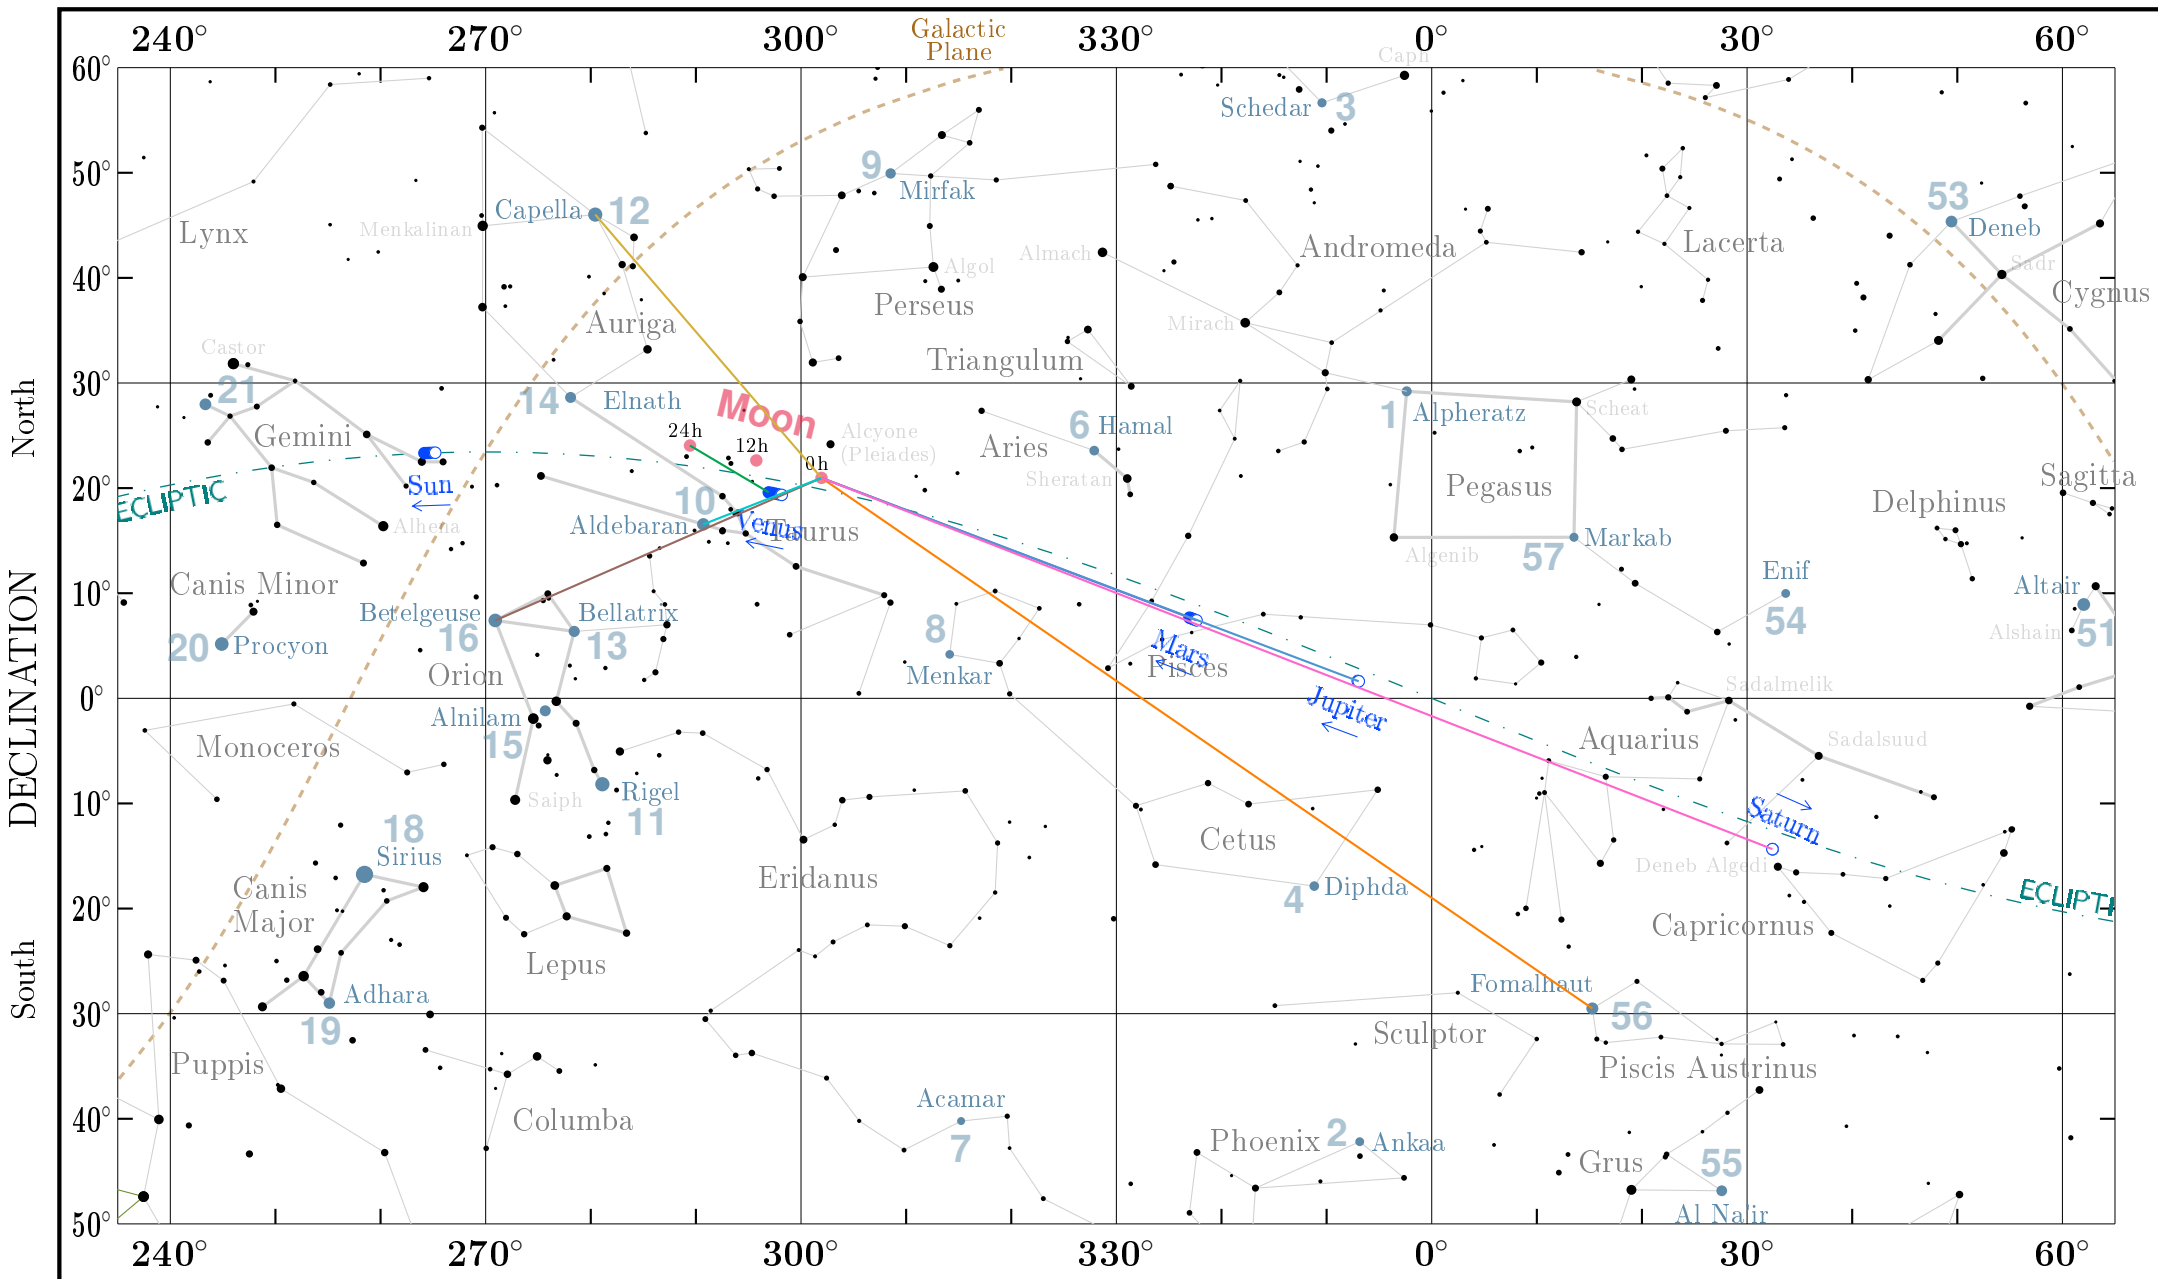 240° 270° 300° 330° 0° 30° 60°
Galactic
Plane
60°
50°
40°
30°
20°
10°
0°
10°
20°
30°
40°
50°
North
DECLINATION
South
Caph
Schedar 3
9 Mirfak
Capella 12
Menkalinan
Lynx
Almach
Andromeda
Lacerta
53
Deneb
Sadr
Cygnus
Algol
Perseus
Auriga
Mirach
Triangulum
Castor
21
14 Elnath
Moon
24h
12h
0h
Alcyone
(Pleiades)
Gemini
Aries
6 Hamal
Sheratan
1 Alpheratz
Scheat
Pegasus
Sagitta
Delphinus
ECLIPTIC
Sun
Alhena
10
Aldebaran
Venus
Taurus
Algenib
57
Markab
Canis Minor
Betelgeuse
16
Bellatrix
13
Enif
54
Altair
51
Alshain
20 Procyon
Orion
8
Menkar
Mars
Pisces
Jupiter
Sadalmelik
Alnilam
15
Monoceros
Aquarius
Sadalsuud
Saiph
Rigel
11
Saturn
18
Sirius
Cetus
Eridanus
Deneb Algedi
Canis
Major
4 Diphda
ECLIPTI
Capricornus
Lepus
Adhara
19
Fomalhaut
56
Sculptor
Puppis
Piscis Austrinus
Columba
Acamar
7
Phoenix
2 Ankaa
Grus
55
Al Na'ir
240° 270° 300° 330° 0° 30° 60°